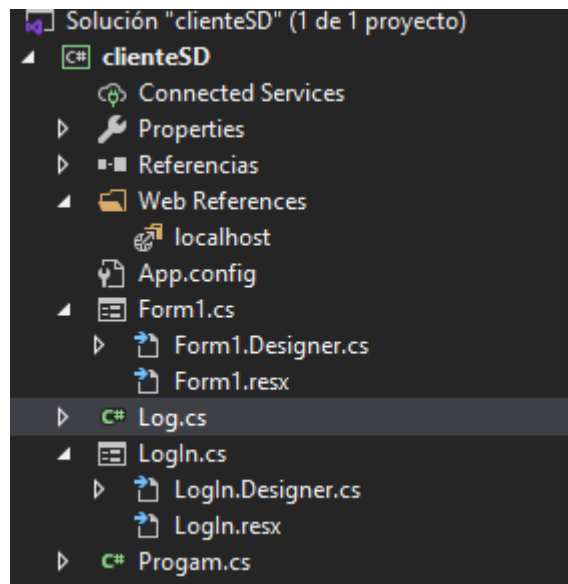 Solución "clienteSD" (1 de 1 proyecto)
C# clienteSD
Connected Services
Properties
Referencias
Web References
localhost
App.config
Form1.cs
Form1.Designer.cs
Form1.resx
C# Log.cs
LogIn.cs
LogIn.Designer.cs
LogIn.resx
C# Progam.cs